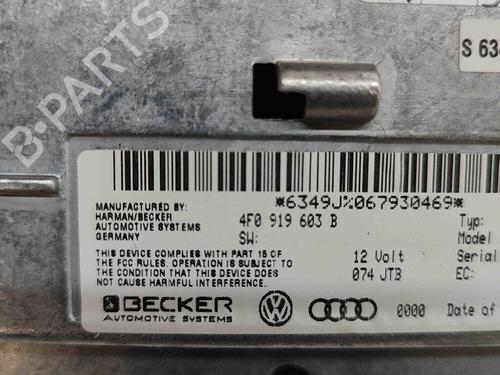 S 634
B-PARTS
*6349J%067930469*
MANUFACTURED BY:
HARMAN/BECKER
AUTOMOTIVE SYSTEMS
GERMANY
4F0 919 603 B
SW:
Typ:
Model
THIS DEVICE COMPLIES WITH PART 15 OF
THE FCC RULES. OPERATION IS SUBJECT TO
THE CONDITION THAT THIS DEVICE DOES
NOT CAUSE HARMFUL INTERFERENCE.
12 Volt
074 JTB
Serial
EC:
BECKER
AUTOMOTIVE SYSTEMS
0000 Date of